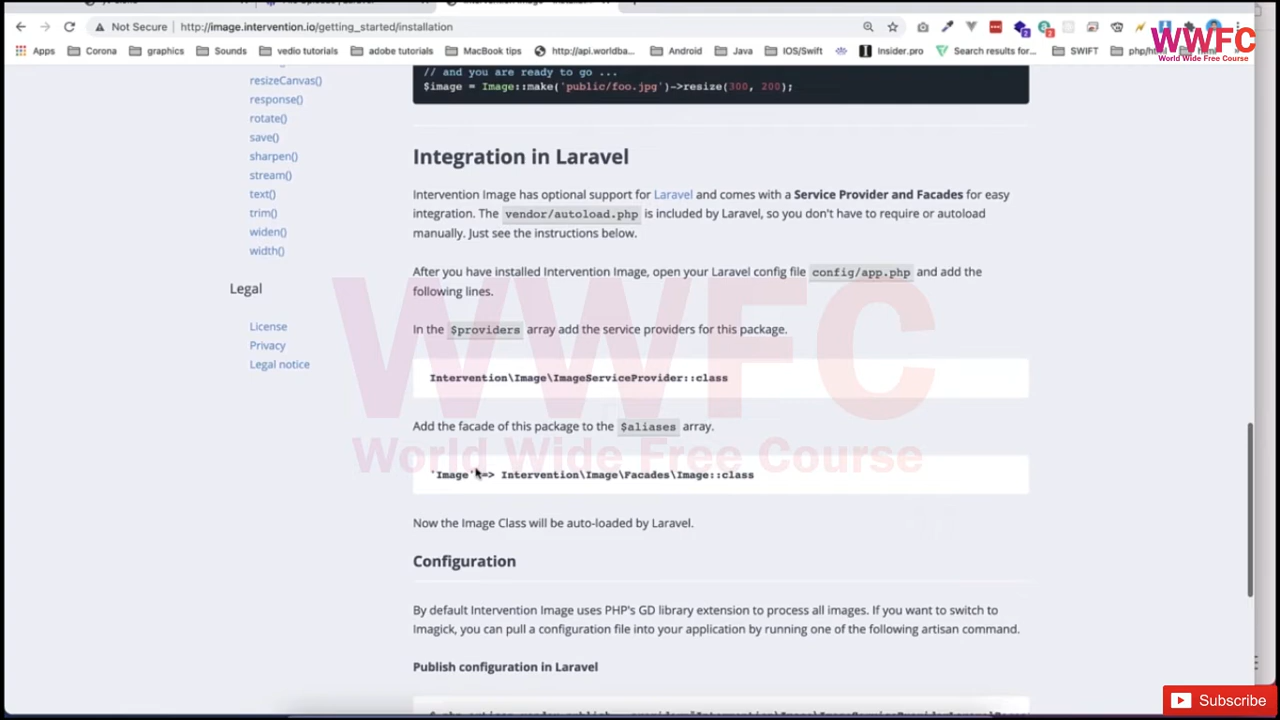 Not Secure http://image.intervention.io/getting_started/installation
Apps Corona graphics Sounds vedio tutorials adobe tutorials MacBook tips http://api.worldba... Android Java IOS/Swift Insider.pro Search results for... SWIFT
WWFC
World Wide Free Course
resizeCanvas()
response()
rotate()
save()
sharpen()
stream()
text()
trim()
widen()
width()
Legal
License
Privacy
Legal notice
// and you are ready to go ...
$image = Image::make('public/foo.jpg')->resize(300, 200);
Integration in Laravel
Intervention Image has optional support for Laravel and comes with a Service Provider and Facades for easy
integration. The vendor/autoload.php is included by Laravel, so you don't have to require or autoload
manually. Just see the instructions below.
After you have installed Intervention Image, open your Laravel config file config/app.php and add the
following lines.
In the $providers array add the service providers for this package.
Intervention\Image\ImageServiceProvider::class
Add the facade of this package to the $aliases array.
'Image' => Intervention\Image\Facades\Image::class
Now the Image Class will be auto-loaded by Laravel.
Configuration
By default Intervention Image uses PHP's GD library extension to process all images. If you want to switch to
Imagick, you can pull a configuration file into your application by running one of the following artisan command.
Publish configuration in Laravel
WWFC
World Wide Free Course
Subscribe